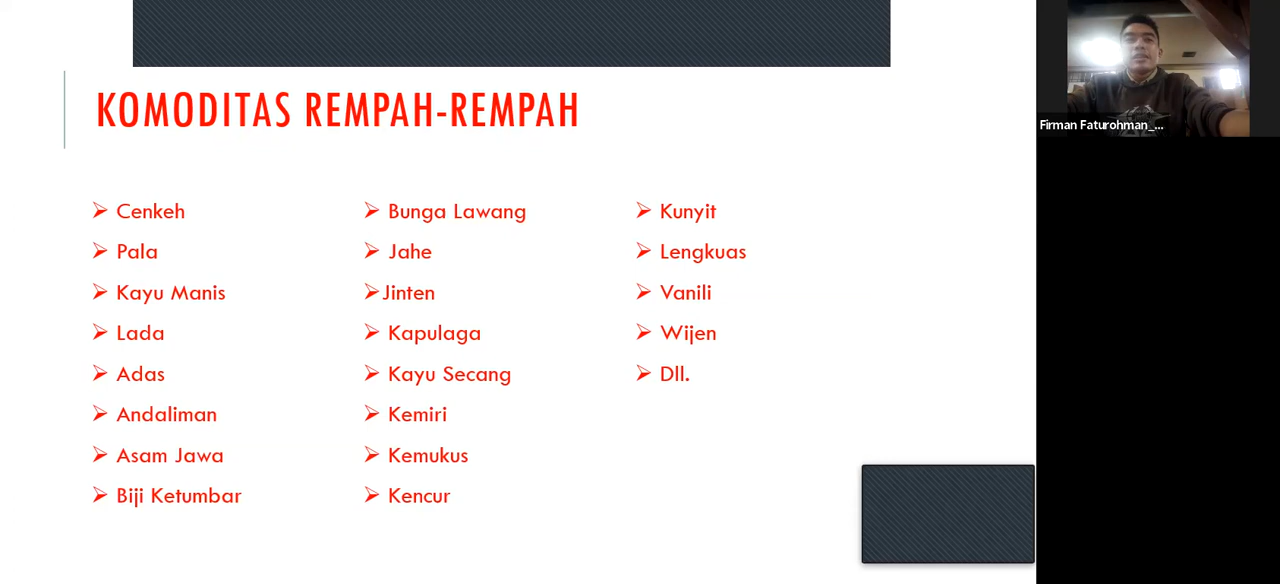 KOMODITAS REMPAH-REMPAH
Cenkeh
Pala
Kayu Manis
Lada
Adas
Andaliman
Asam Jawa
Biji Ketumbar
Bunga Lawang
Jahe
Jinten
Kapulaga
Kayu Secang
Kemiri
Kemukus
Kencur
Kunyit
Lengkuas
Vanili
Wijen
Dll.
Firman Faturohman_...